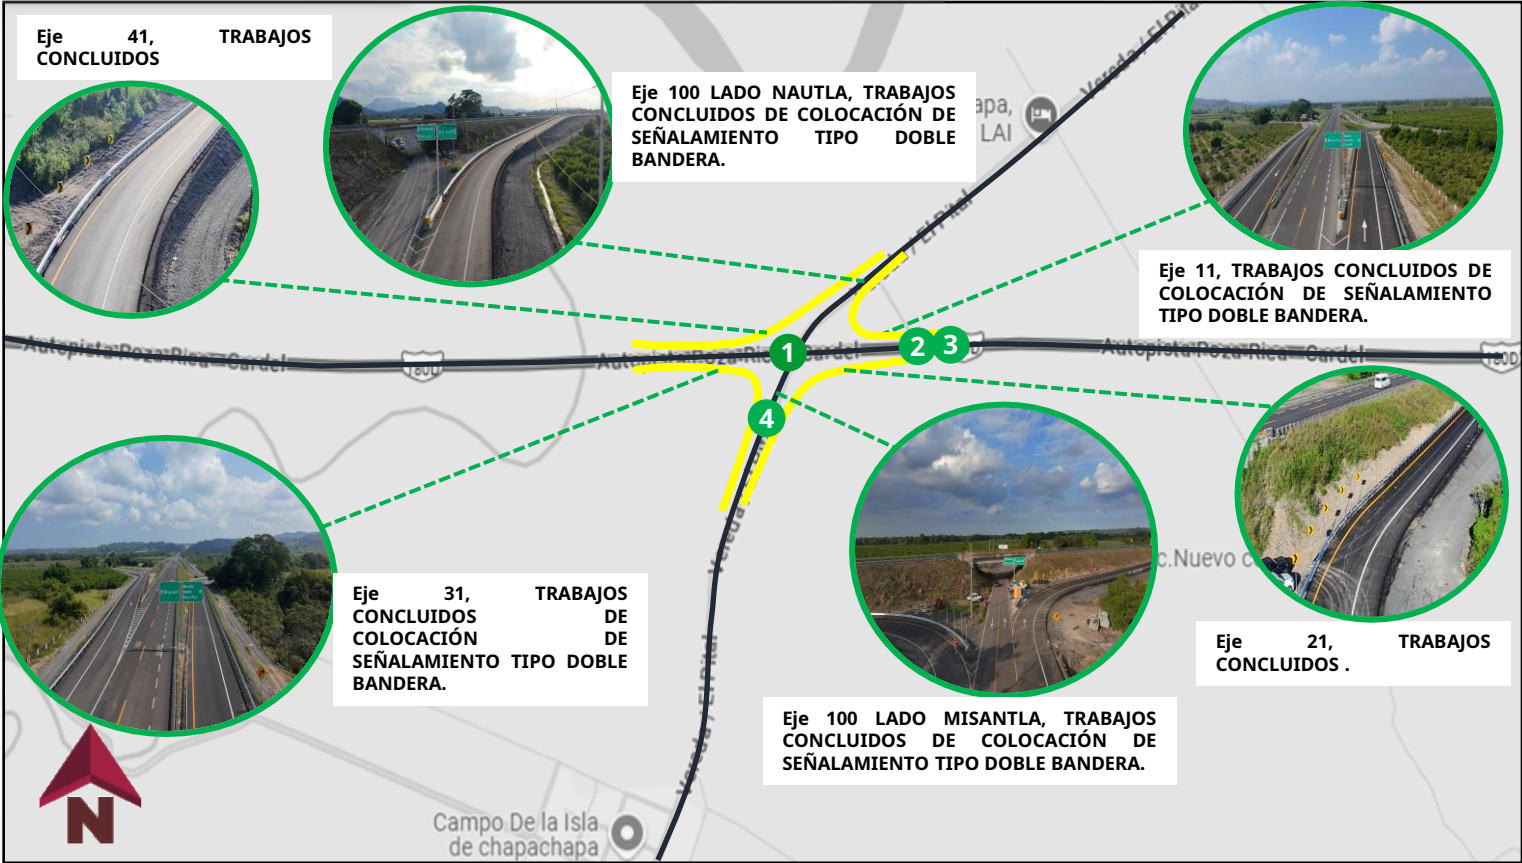 Eje 41, TRABAJOS
CONCLUIDOS
Eje 100 LADO NAUTLA, TRABAJOS
CONCLUIDOS DE COLOCACIÓN DE
SEÑALAMIENTO TIPO DOBLE
BANDERA.
apa,
LAI
Vereda / El Pital
/ El Pital
Eje 11, TRABAJOS CONCLUIDOS DE
COLOCACIÓN DE SEÑALAMIENTO
TIPO DOBLE BANDERA.
Autopista Poza Rica - Cardel
180D
Autopista Poza Rica - Cardel
1
2
3
D
Autopista Poza Rica - Cardel
180D
4
Vereda
c.Nuevo c
Eje 31, TRABAJOS
CONCLUIDOS DE
COLOCACIÓN DE
SEÑALAMIENTO TIPO DOBLE
BANDERA.
Eje 21, TRABAJOS
CONCLUIDOS .
Vereda / El Pital
Eje 100 LADO MISANTLA, TRABAJOS
CONCLUIDOS DE COLOCACIÓN DE
SEÑALAMIENTO TIPO DOBLE BANDERA.
N
Campo De la Isla
de chapachapa